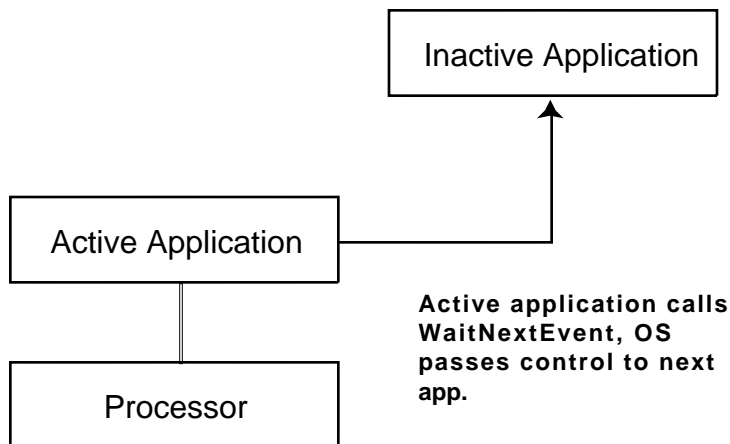 Inactive Application
Active Application
Active application calls
WaitNextEvent, OS
passes control to next
app.
Processor